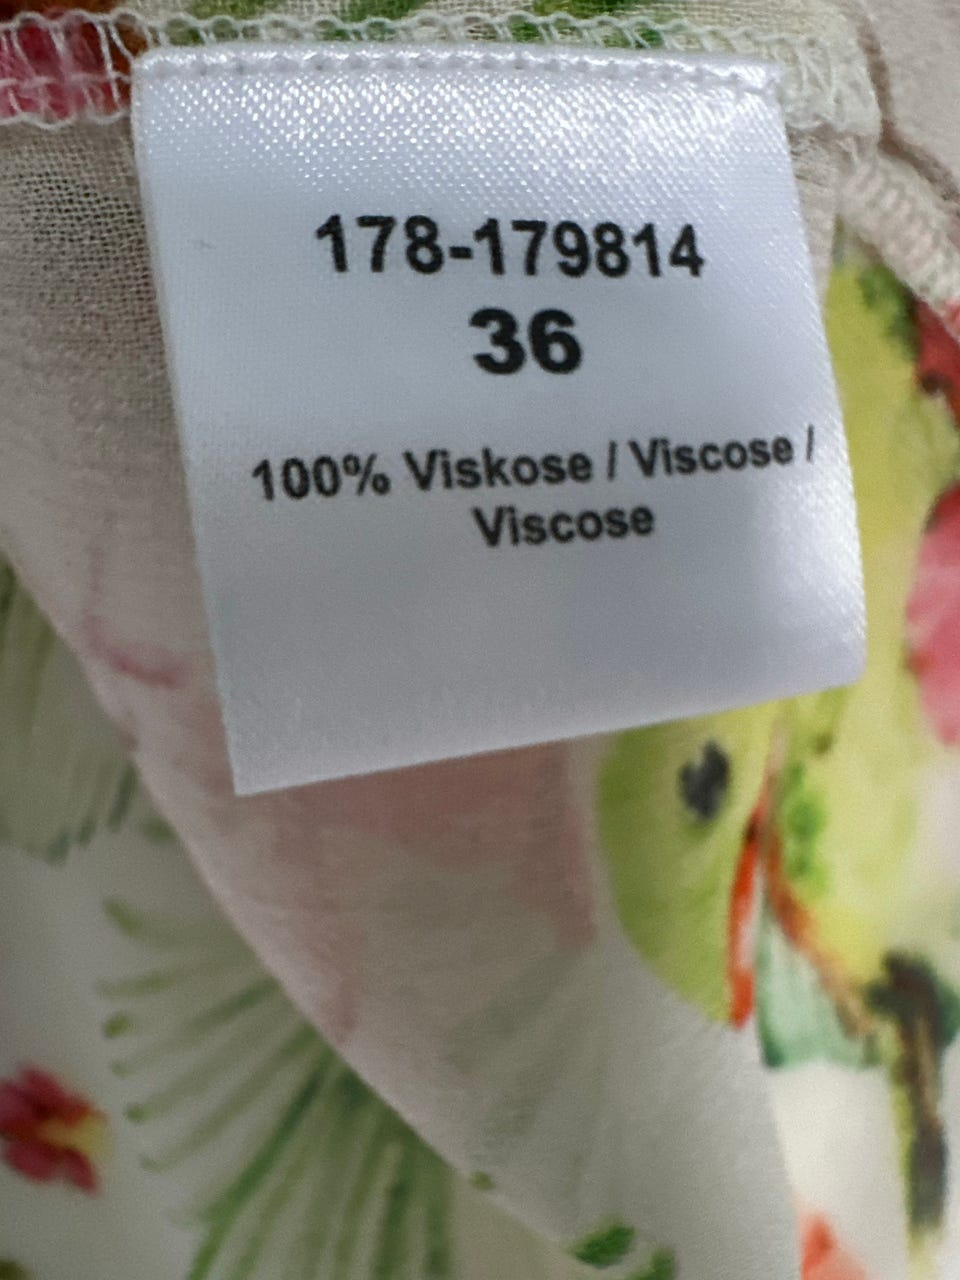 178-179814
36
100% Viskose / Viscose /
Viscose